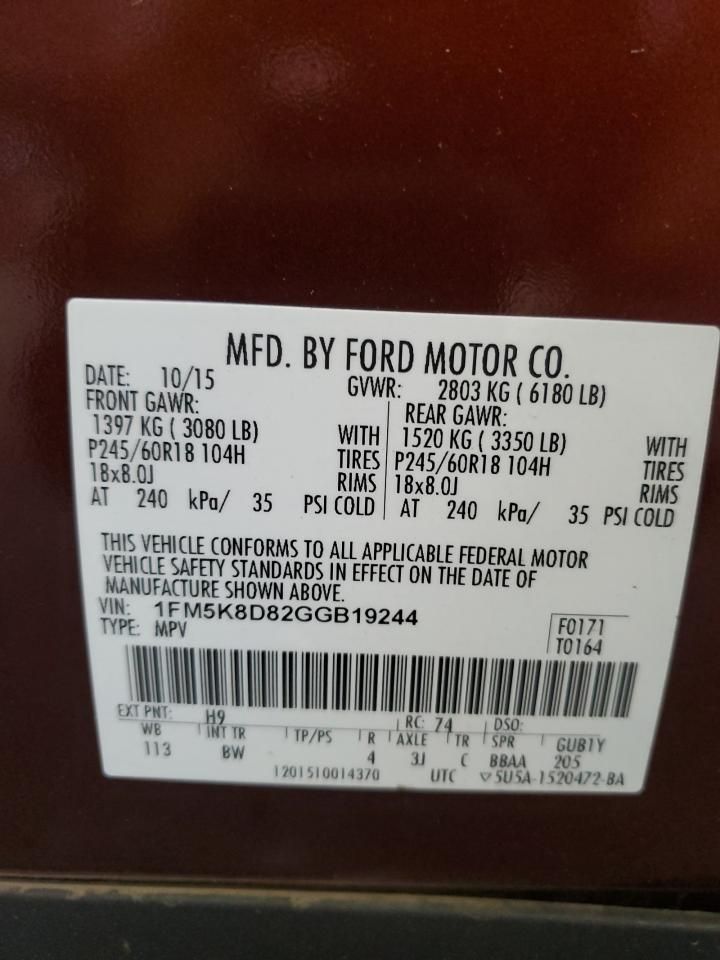 MFD. BY FORD MOTOR CO.
DATE: 10/15
GVWR: 2803 KG ( 6180 LB)
FRONT GAWR:
1397 KG ( 3080 LB) WITH
P245/60R18 104H TIRES
18x8.0J RIMS
AT 240 kPa/ 35 PSI COLD
REAR GAWR:
1520 KG ( 3350 LB) WITH
P245/60R18 104H TIRES
18x8.0J RIMS
AT 240 kPa/ 35 PSI COLD
THIS VEHICLE CONFORMS TO ALL APPLICABLE FEDERAL MOTOR
VEHICLE SAFETY STANDARDS IN EFFECT ON THE DATE OF
MANUFACTURE SHOWN ABOVE.
VIN: 1FM5K8D82GGB19244
TYPE: MPV
F0171
T0164
EXT PNT: H9 RC: 74 DSO:
WB INT TR TP/PS R AXLE TR SPR GUB1Y
113 BW 4 3J C BBAA 205
1201510014370 UTC ▽5U5A-1520472-BA